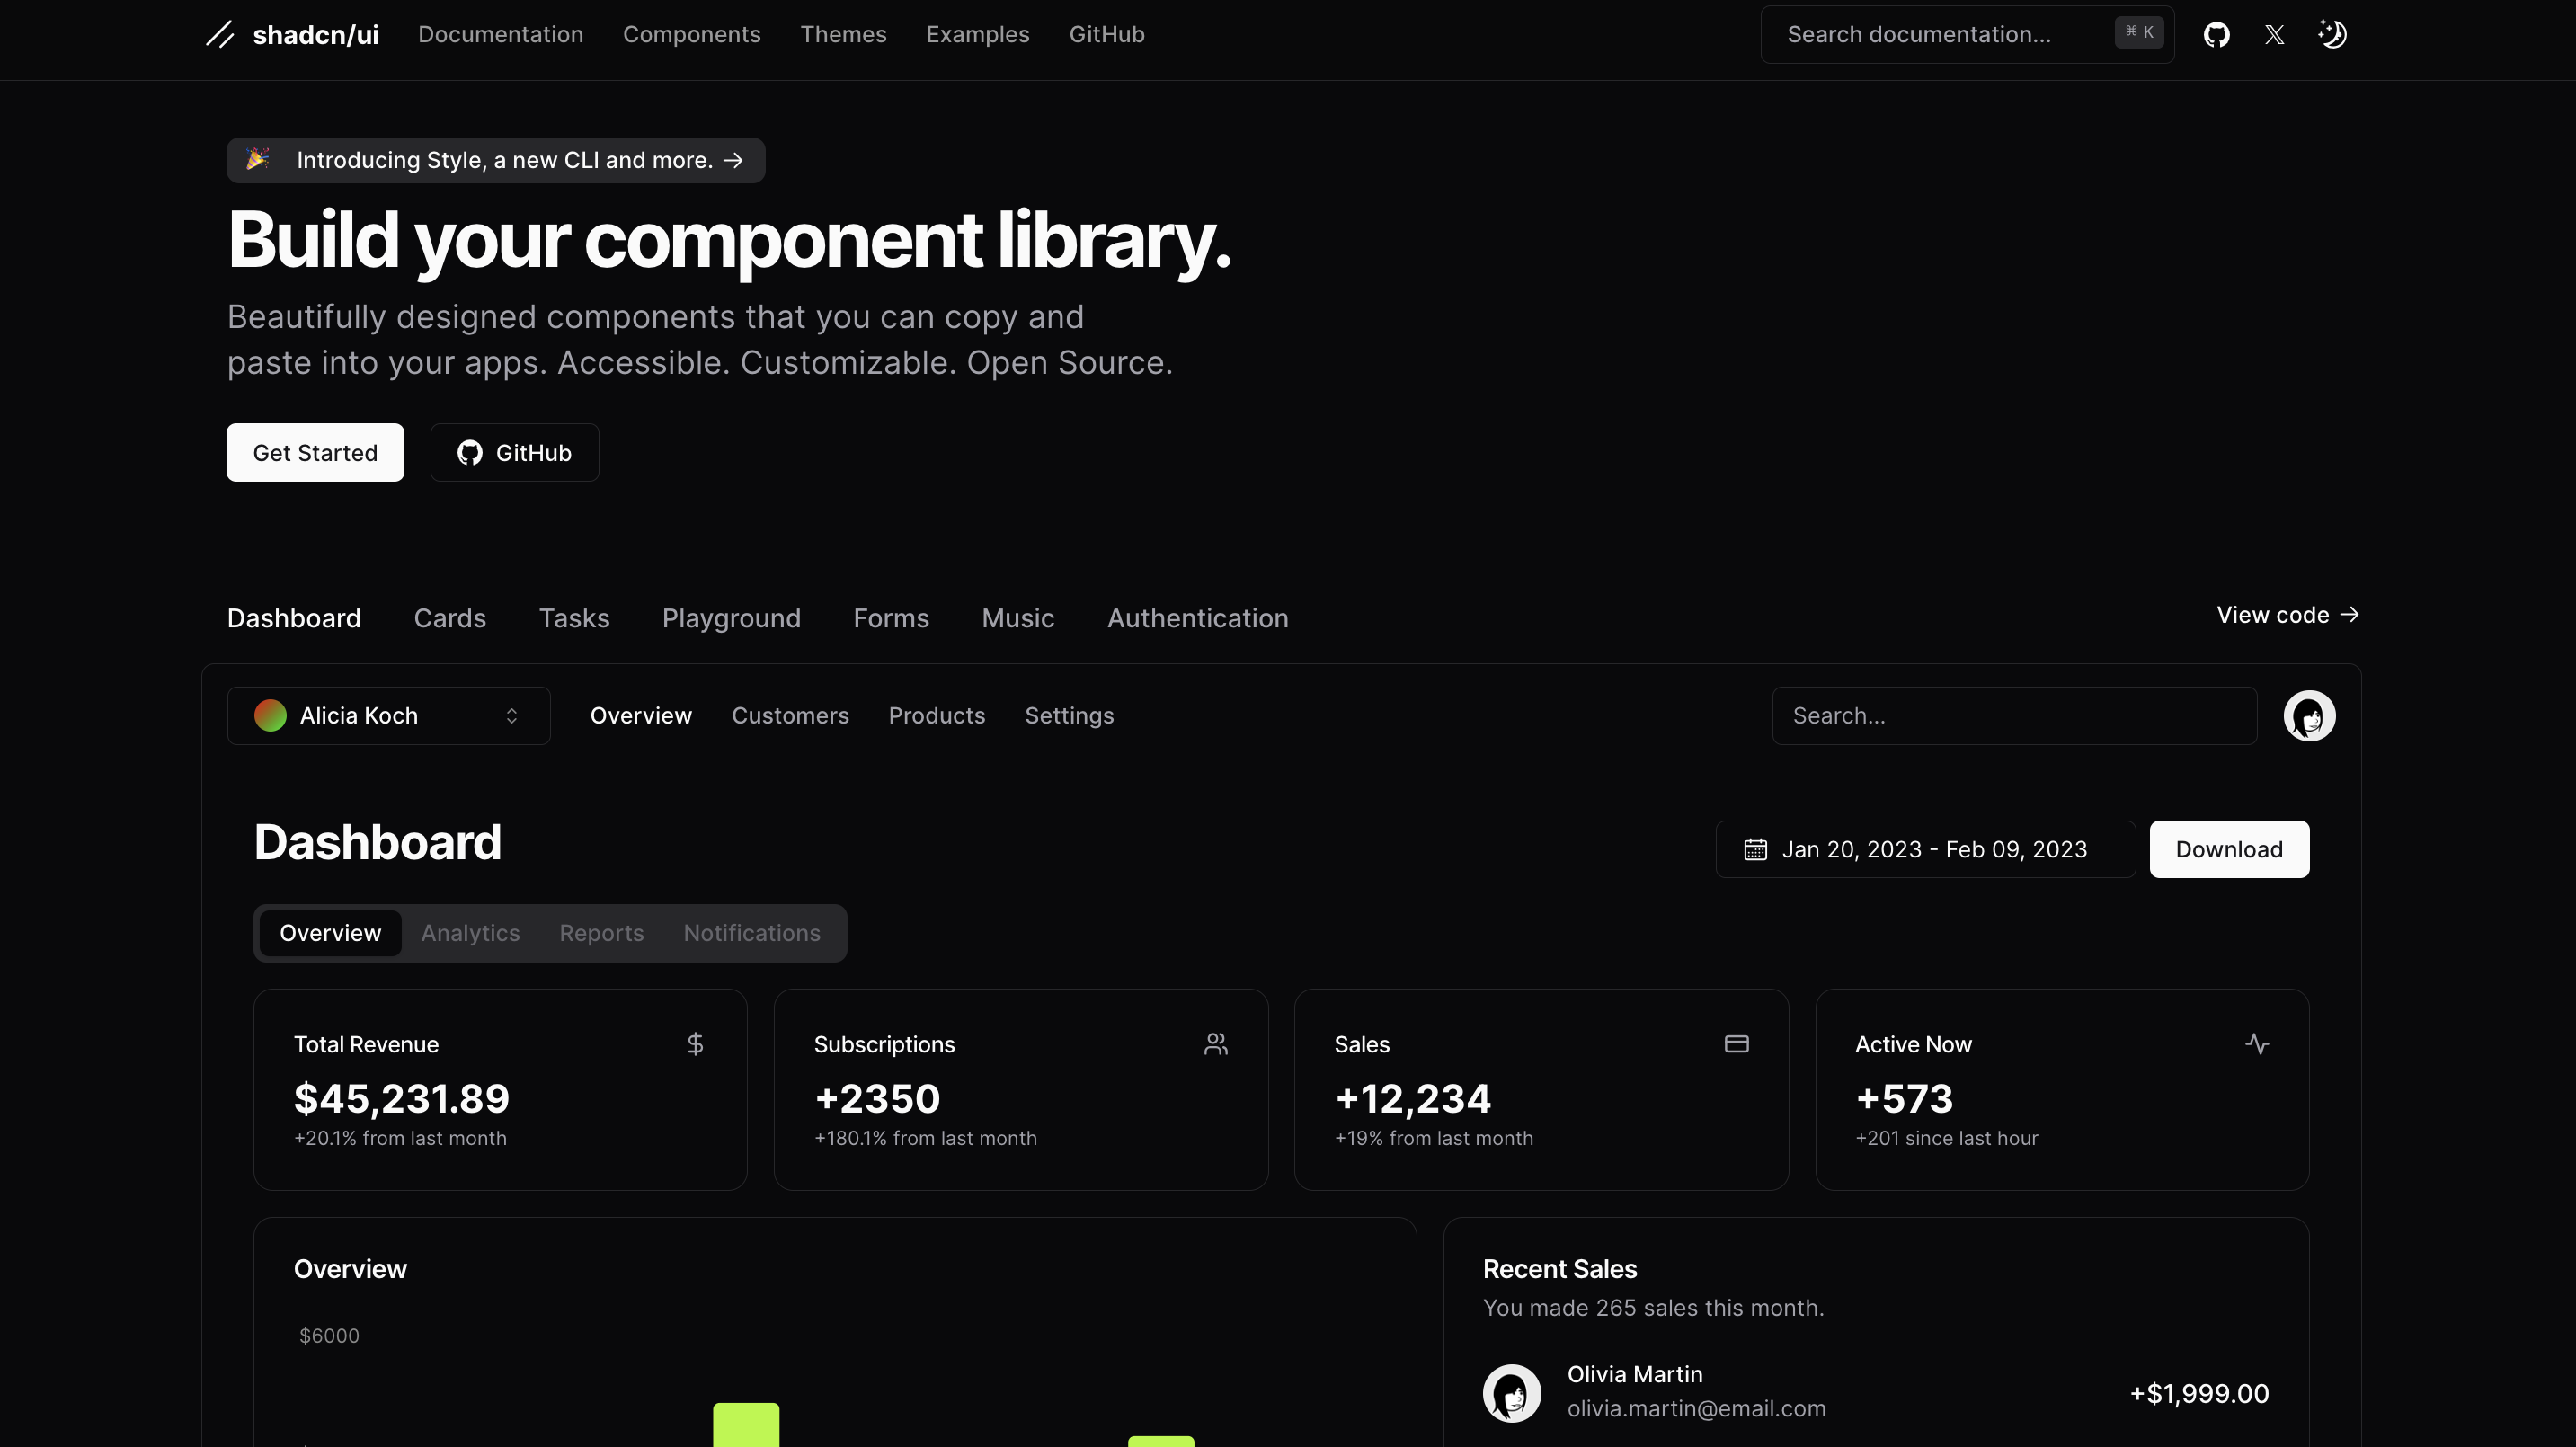 shadcn/ui Documentation Components Themes Examples GitHub Search documentation... ⌘ K
🎉 Introducing Style, a new CLI and more. →
Build your component library.
Beautifully designed components that you can copy and
paste into your apps. Accessible. Customizable. Open Source.
Get Started GitHub
Dashboard Cards Tasks Playground Forms Music Authentication View code →
Alicia Koch Overview Customers Products Settings Search...
Dashboard Jan 20, 2023 - Feb 09, 2023 Download
Overview Analytics Reports Notifications
Total Revenue $
$45,231.89
+20.1% from last month
Subscriptions
+2350
+180.1% from last month
Sales
+12,234
+19% from last month
Active Now
+573
+201 since last hour
Overview
$6000
Recent Sales
You made 265 sales this month.
Olivia Martin
olivia.martin@email.com
+$1,999.00